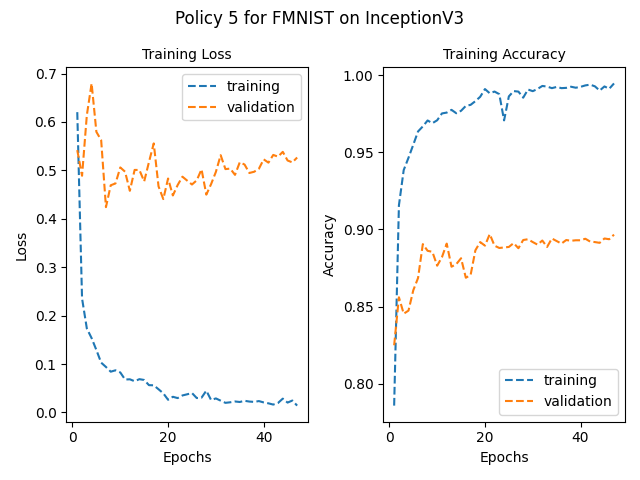 Policy 5 for FMNIST on InceptionV3
Training Loss
Training Accuracy
0.7
0.6
0.5
0.4
0.3
0.2
0.1
0.0
Loss
training
validation
0
20
40
Epochs
1.00
0.95
0.90
0.85
0.80
Accuracy
training
validation
0
20
40
Epochs